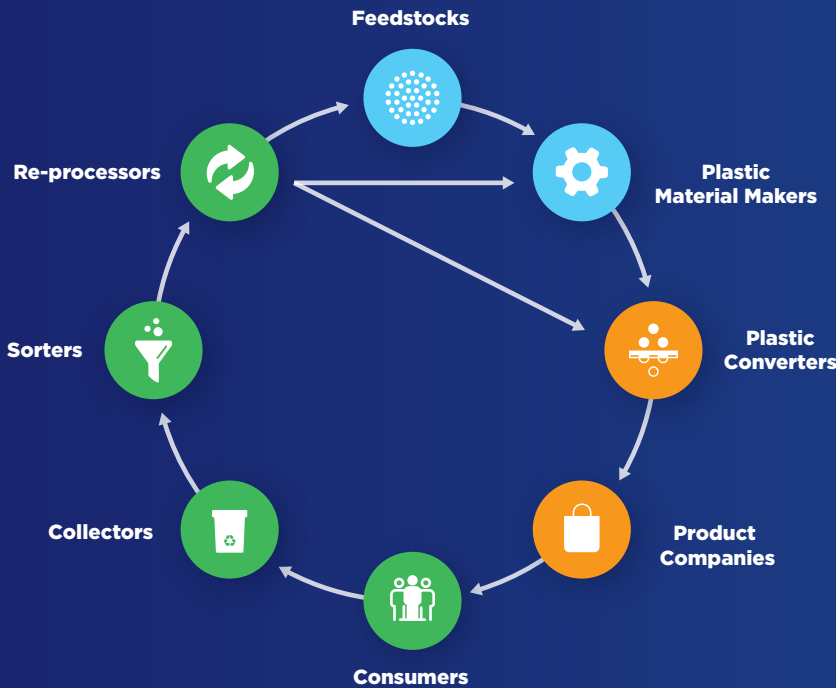 Feedstocks
Re-processors
Plastic
Material Makers
Sorters
Plastic
Converters
Collectors
Product
Companies
Consumers